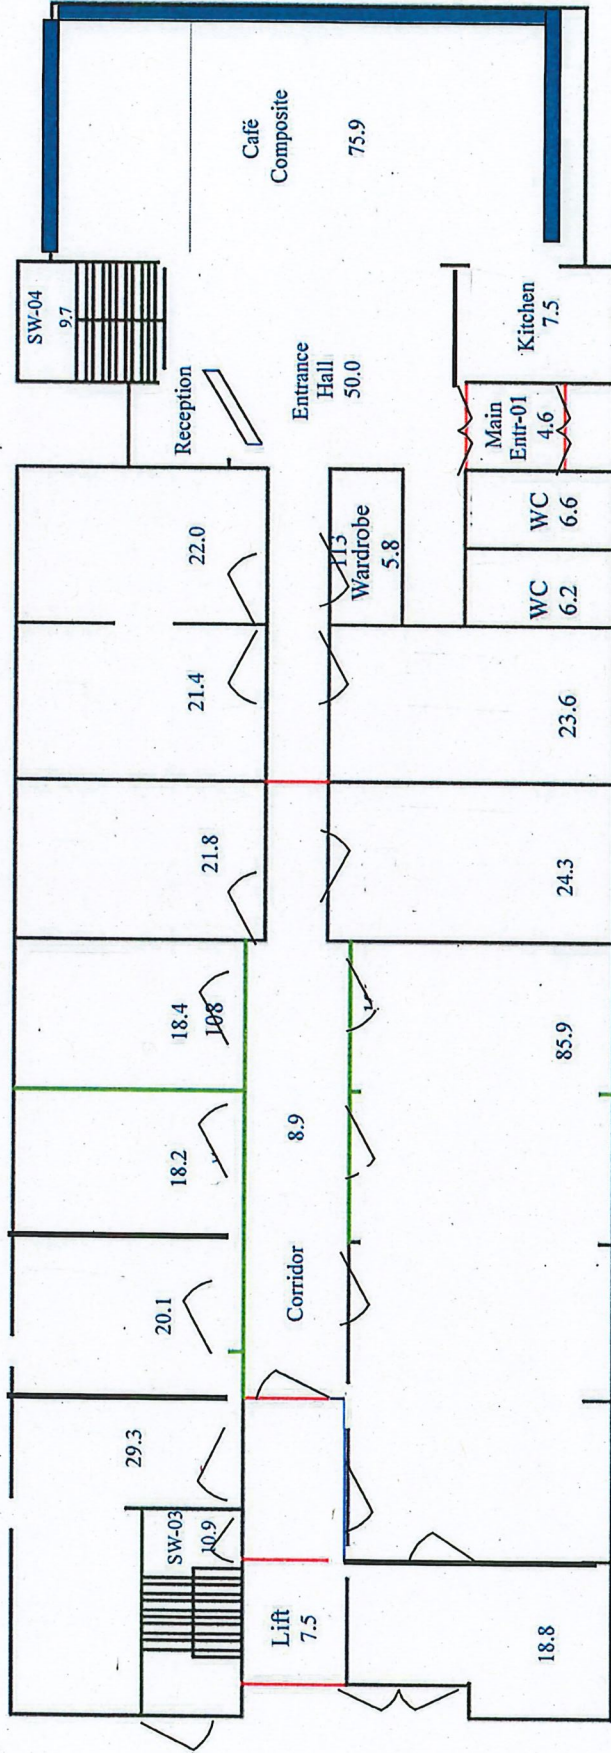 SW-04
9.7
Café
Composite
75.9
Reception
Entrance
Hall
50.0
Kitchen
7.5
Main
Entr-01
4.6
22.0
113
Wardrobe
5.8
WC
6.6
WC
6.2
21.4
23.6
21.8
24.3
18.4
108
85.9
18.2
8.9
Corridor
20.1
29.3
SW-03
10.9
Lift
7.5
18.8